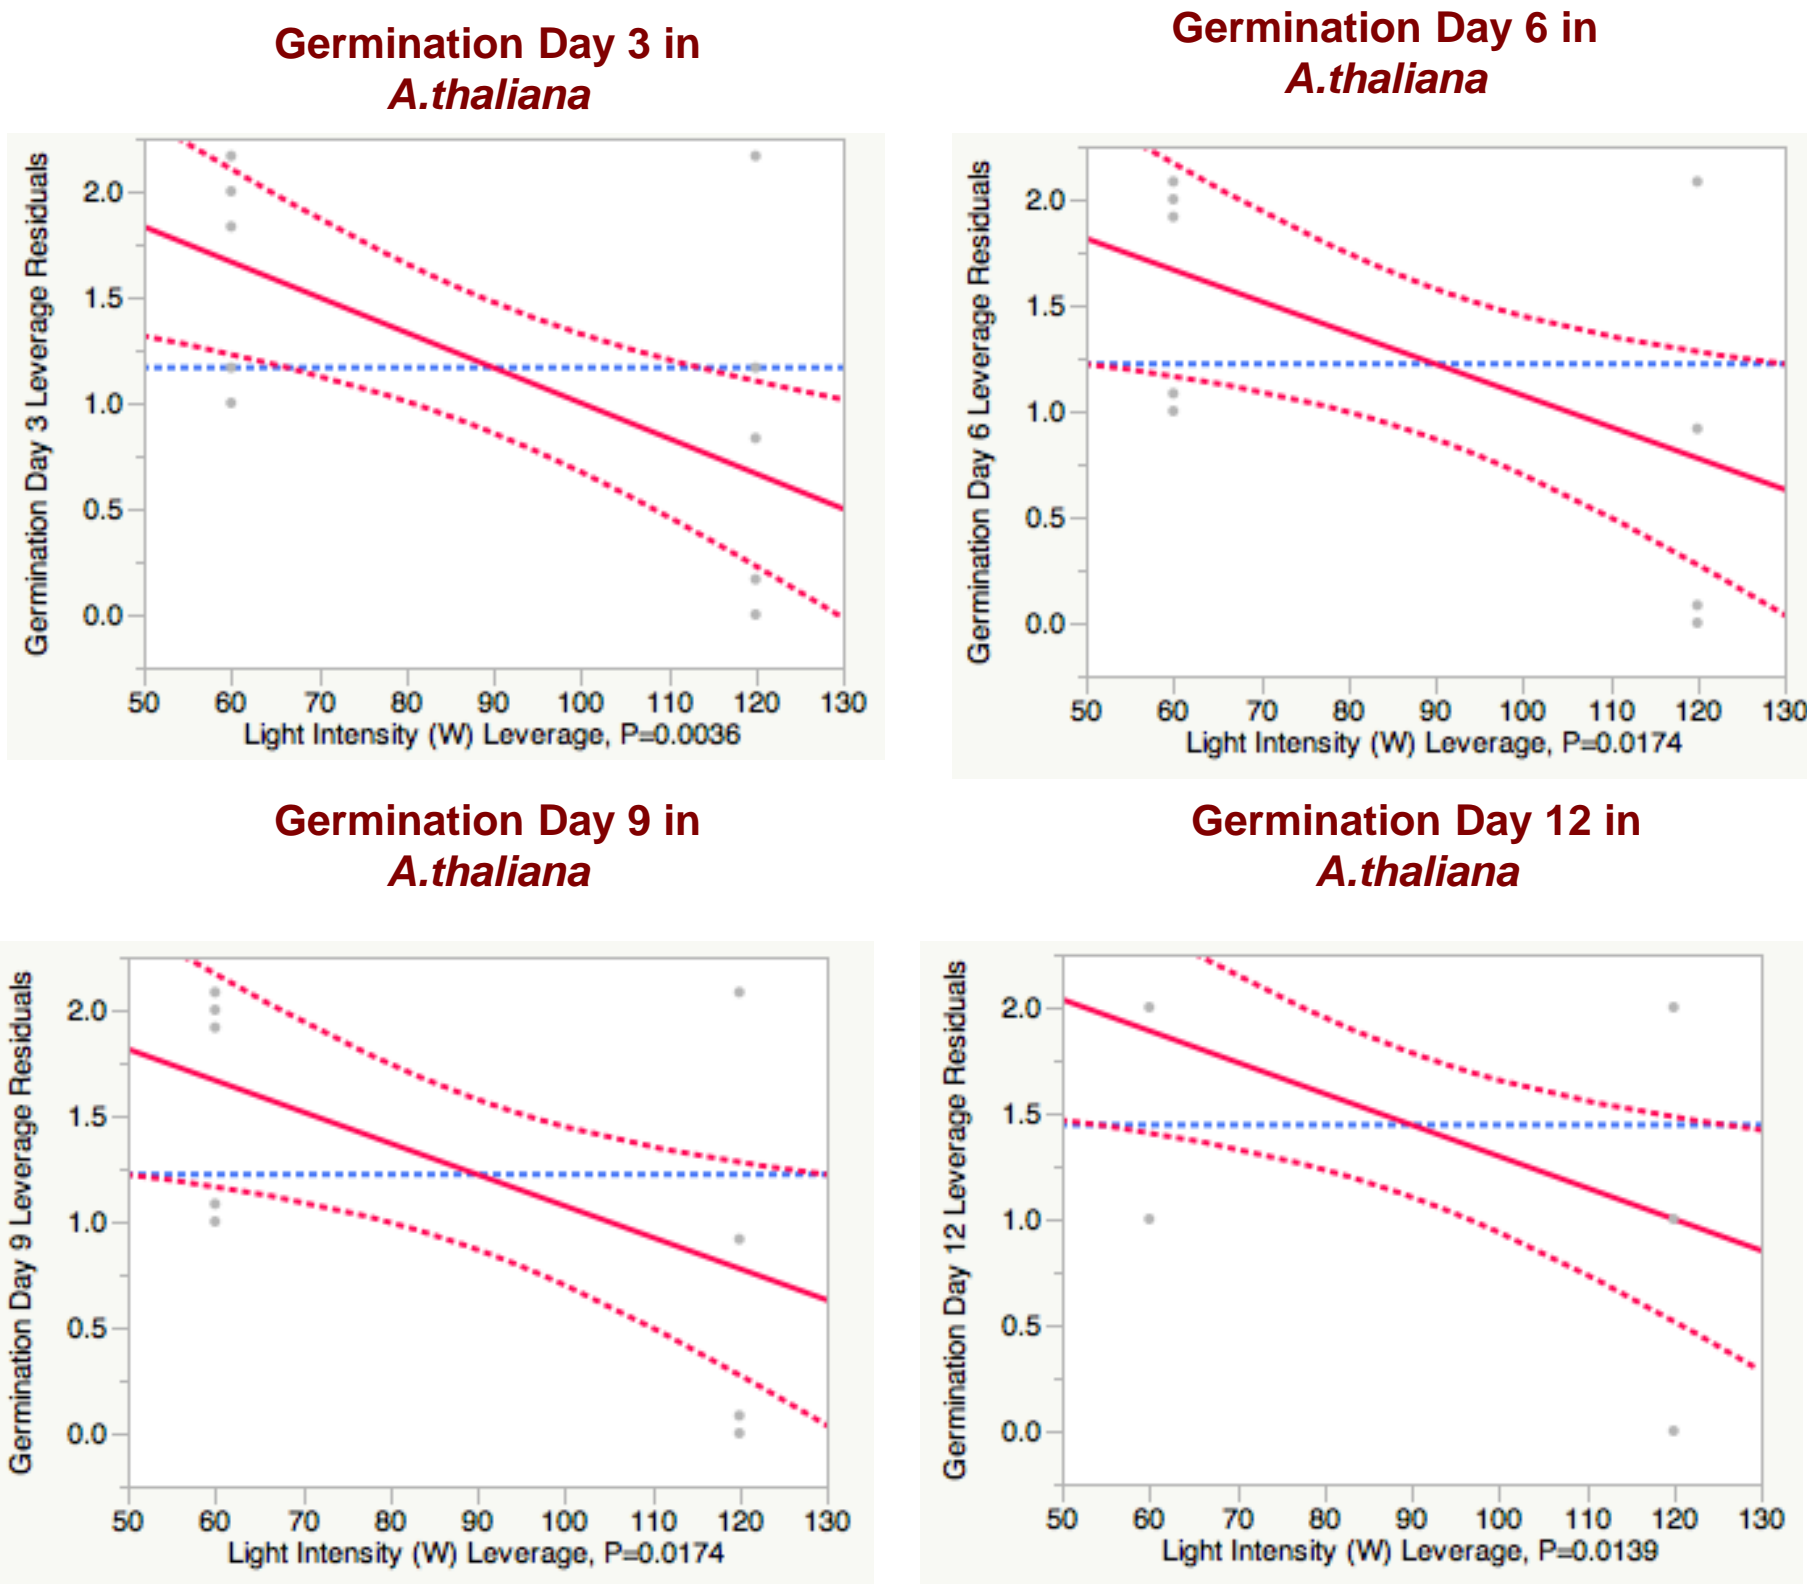 Germination Day 3 in
A.thaliana
Germination Day 3 Leverage Residuals
2.0
1.5
1.0
0.5
0.0
50 60 70 80 90 100 110 120 130
Light Intensity (W) Leverage, P=0.0036
Germination Day 6 in
A.thaliana
Germination Day 6 Leverage Residuals
2.0
1.5
1.0
0.5
0.0
50 60 70 80 90 100 110 120 130
Light Intensity (W) Leverage, P=0.0174
Germination Day 9 in
A.thaliana
Germination Day 9 Leverage Residuals
2.0
1.5
1.0
0.5
0.0
50 60 70 80 90 100 110 120 130
Light Intensity (W) Leverage, P=0.0174
Germination Day 12 in
A.thaliana
Germination Day 12 Leverage Residuals
2.0
1.5
1.0
0.5
0.0
50 60 70 80 90 100 110 120 130
Light Intensity (W) Leverage, P=0.0139